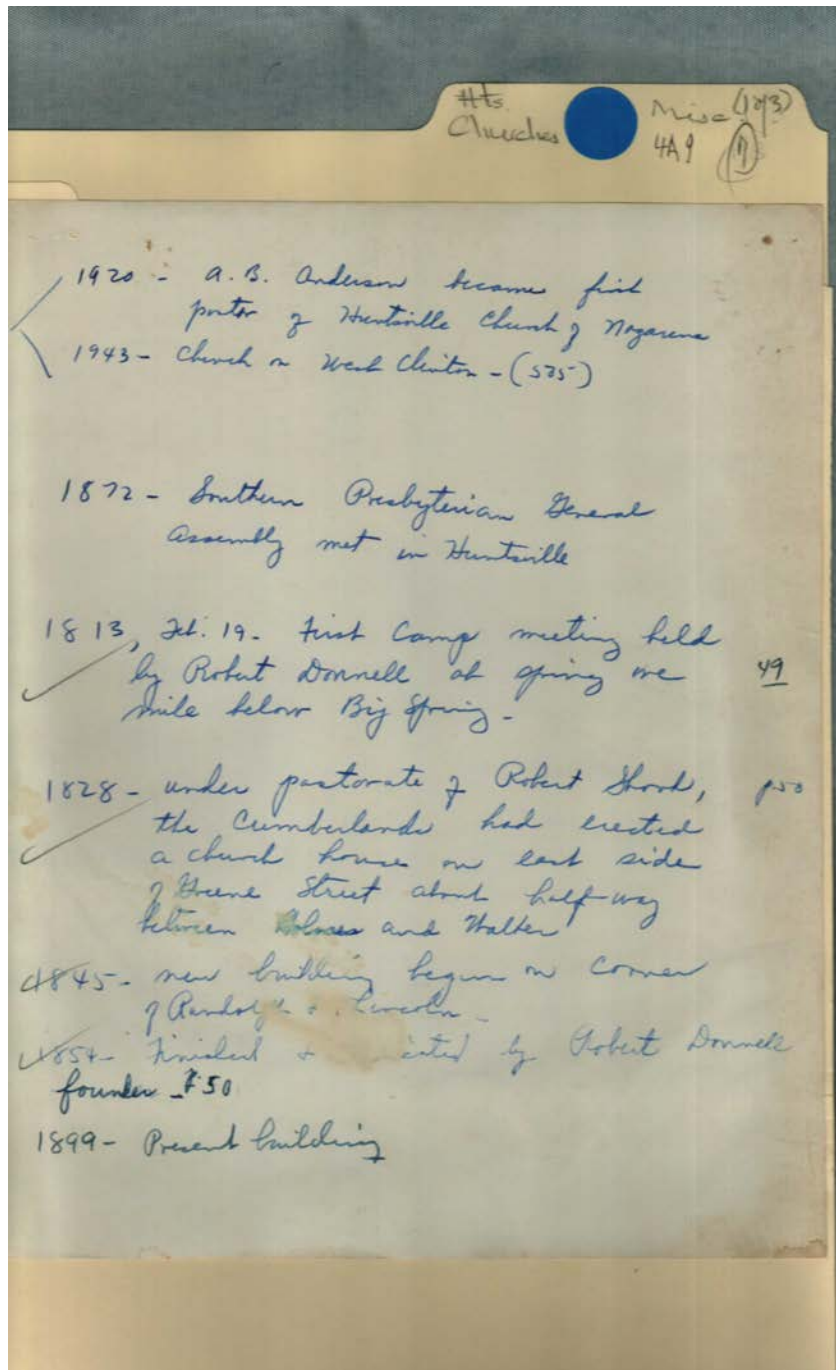 Hts.
Churches
Misc (1073)
4A9 7
1920 - A.B. Anderson became first
pastor of Huntsville Church of Nazarene
1943 - Church on West Clinton - (525)
1872 - Southern Presbyterian General
Assembly met in Huntsville
1813, Feb. 19 - First Camp meeting held
by Robert Donnell at spring one 49
mile below Big Spring -
1828 - under pastorate of Robert p50
the Cumberlands had erected
a church house on east side
of Greene Street about half-way
between Holmes and Walker
1845 - new building begun on corner
of Randolph & Lincoln -
1854 - Finished & by Robert Donnell
founder - P50
1899 - Present building